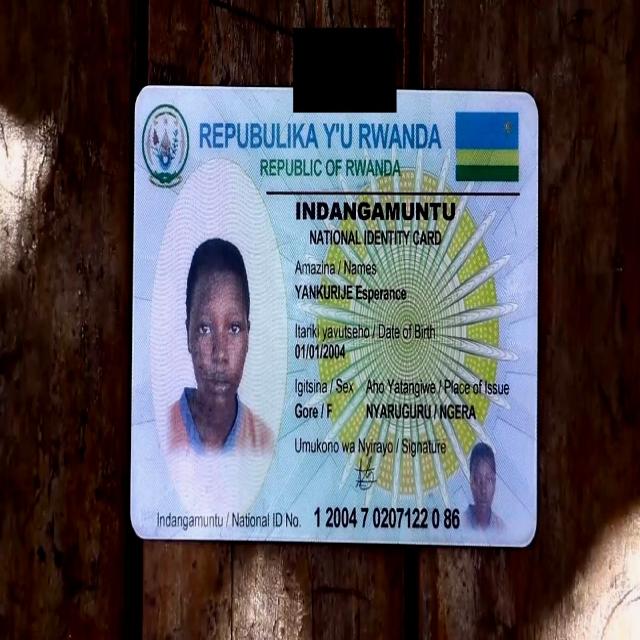 REPUBULIKA Y'U RWANDA
REPUBLIC OF RWANDA
INDANGAMUNTU
NATIONAL IDENTITY CARD
Amazina / Names
YANKURIJE Esperance
Itariki yavutseho / Date of Birth
01/01/2004
Igitsina / Sex Aho Yatangiwe / Place of Issue
Gore / F NYARUGURU / NGERA
Umukono wa Nyirayo / Signature
Indangamuntu / National ID No. 1 2004 7 0207122 0 86